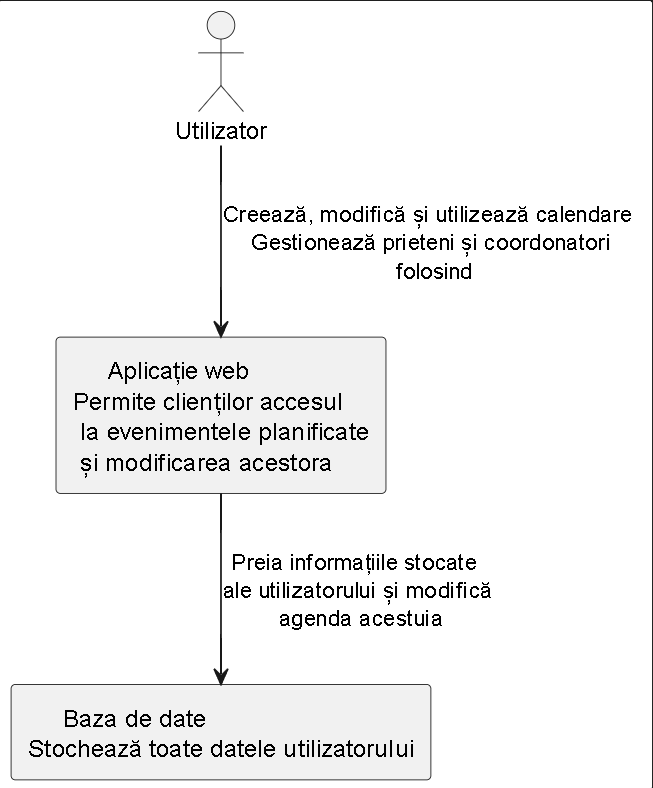 Utilizator
Creează, modifică și utilizează calendare
Gestionează prieteni și coordonatori
folosind
Aplicație web
Permite clienților accesul
la evenimentele planificate
și modificarea acestora
Preia informațiile stocate
ale utilizatorului și modifică
agenda acestuia
Baza de date
Stochează toate datele utilizatorului